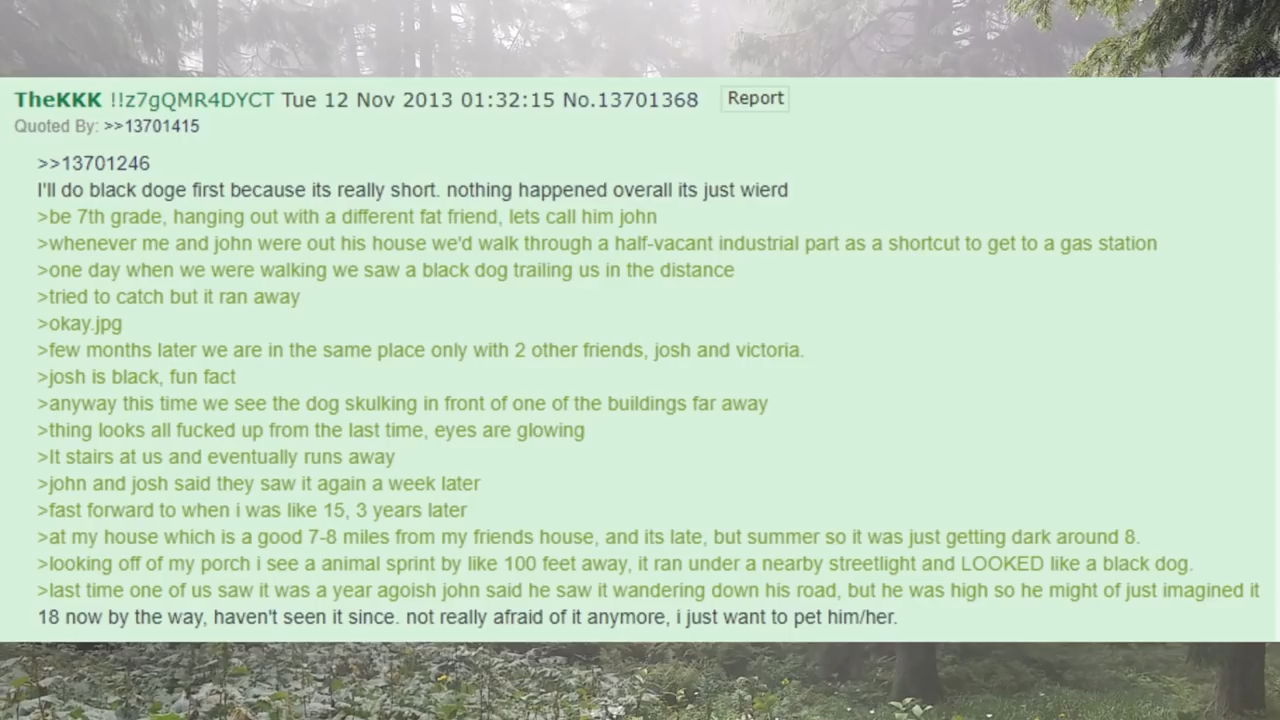 TheKKK !!z7gQMR4DYCT Tue 12 Nov 2013 01:32:15 No.13701368 Report
Quoted By: >>13701415
>>13701246
I'll do black doge first because its really short. nothing happened overall its just wierd
>be 7th grade, hanging out with a different fat friend, lets call him john
>whenever me and john were out his house we'd walk through a half-vacant industrial part as a shortcut to get to a gas station
>one day when we were walking we saw a black dog trailing us in the distance
>tried to catch but it ran away
>okay.jpg
>few months later we are in the same place only with 2 other friends, josh and victoria.
>josh is black, fun fact
>anyway this time we see the dog skulking in front of one of the buildings far away
>thing looks all fucked up from the last time, eyes are glowing
>It stairs at us and eventually runs away
>john and josh said they saw it again a week later
>fast forward to when i was like 15, 3 years later
>at my house which is a good 7-8 miles from my friends house, and its late, but summer so it was just getting dark around 8.
>looking off of my porch i see a animal sprint by like 100 feet away, it ran under a nearby streetlight and LOOKED like a black dog.
>last time one of us saw it was a year agoish john said he saw it wandering down his road, but he was high so he might of just imagined it
18 now by the way, haven't seen it since. not really afraid of it anymore, i just want to pet him/her.